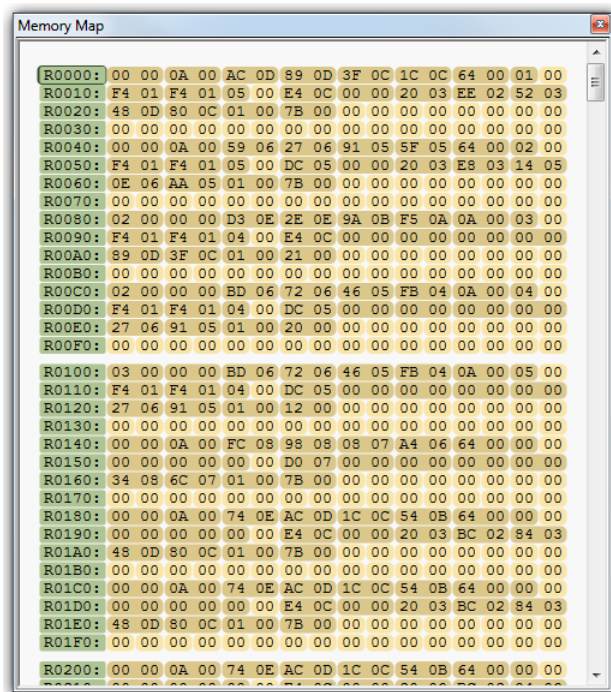 Memory Map
R0000: 00 00 0A 00 AC 0D 89 0D 3F 0C 1C 0C 64 00 01 00
R0010: F4 01 F4 01 05 00 E4 0C 00 00 20 03 EE 02 52 03
R0020: 48 0D 80 0C 01 00 7B 00 00 00 00 00 00 00 00 00
R0030: 00 00 00 00 00 00 00 00 00 00 00 00 00 00 00 00
R0040: 00 00 0A 00 59 06 27 06 91 05 5F 05 64 00 02 00
R0050: F4 01 F4 01 05 00 DC 05 00 00 20 03 E8 03 14 05
R0060: 0E 06 AA 05 01 00 7B 00 00 00 00 00 00 00 00 00
R0070: 00 00 00 00 00 00 00 00 00 00 00 00 00 00 00 00
R0080: 02 00 00 00 D3 0E 2E 0E 9A 0B F5 0A 0A 00 03 00
R0090: F4 01 F4 01 04 00 E4 0C 00 00 00 00 00 00 00 00
R00A0: 89 0D 3F 0C 01 00 21 00 00 00 00 00 00 00 00 00
R00B0: 00 00 00 00 00 00 00 00 00 00 00 00 00 00 00 00
R00C0: 02 00 00 00 BD 06 72 06 46 05 FB 04 0A 00 04 00
R00D0: F4 01 F4 01 04 00 DC 05 00 00 00 00 00 00 00 00
R00E0: 27 06 91 05 01 00 20 00 00 00 00 00 00 00 00 00
R00F0: 00 00 00 00 00 00 00 00 00 00 00 00 00 00 00 00
R0100: 03 00 00 00 BD 06 72 06 46 05 FB 04 0A 00 05 00
R0110: F4 01 F4 01 04 00 DC 05 00 00 00 00 00 00 00 00
R0120: 27 06 91 05 01 00 12 00 00 00 00 00 00 00 00 00
R0130: 00 00 00 00 00 00 00 00 00 00 00 00 00 00 00 00
R0140: 00 00 0A 00 FC 08 98 08 08 07 A4 06 64 00 00 00
R0150: 00 00 00 00 00 00 D0 07 00 00 00 00 00 00 00 00
R0160: 34 08 6C 07 01 00 7B 00 00 00 00 00 00 00 00 00
R0170: 00 00 00 00 00 00 00 00 00 00 00 00 00 00 00 00
R0180: 00 00 0A 00 74 0E AC 0D 1C 0C 54 0B 64 00 00 00
R0190: 00 00 00 00 00 00 E4 0C 00 00 20 03 BC 02 84 03
R01A0: 48 0D 80 0C 01 00 7B 00 00 00 00 00 00 00 00 00
R01B0: 00 00 00 00 00 00 00 00 00 00 00 00 00 00 00 00
R01C0: 00 00 0A 00 74 0E AC 0D 1C 0C 54 0B 64 00 00 00
R01D0: 00 00 00 00 00 00 E4 0C 00 00 20 03 BC 02 84 03
R01E0: 48 0D 80 0C 01 00 7B 00 00 00 00 00 00 00 00 00
R01F0: 00 00 00 00 00 00 00 00 00 00 00 00 00 00 00 00
R0200: 00 00 0A 00 74 0E AC 0D 1C 0C 54 0B 64 00 00 00